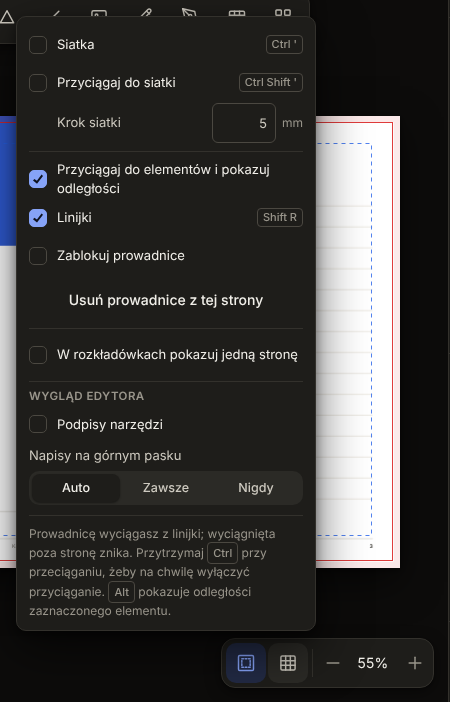 Siatka Ctrl '
Przyciągaj do siatki Ctrl Shift '
Krok siatki 5 mm
Przyciągaj do elementów i pokazuj
odległości
Linijki Shift R
Zablokuj prowadnice
Usuń prowadnice z tej strony
W rozkładówkach pokazuj jedną stronę
WYGLĄD EDYTORA
Podpisy narzędzi
Napisy na górnym pasku
Auto Zawsze Nigdy
Prowadnicę wyciągasz z linijki; wyciągnięta
poza stronę znika. Przytrzymaj Ctrl przy
przeciąganiu, żeby na chwilę wyłączyć
przyciąganie. Alt pokazuje odległości
zaznaczonego elementu.
55%